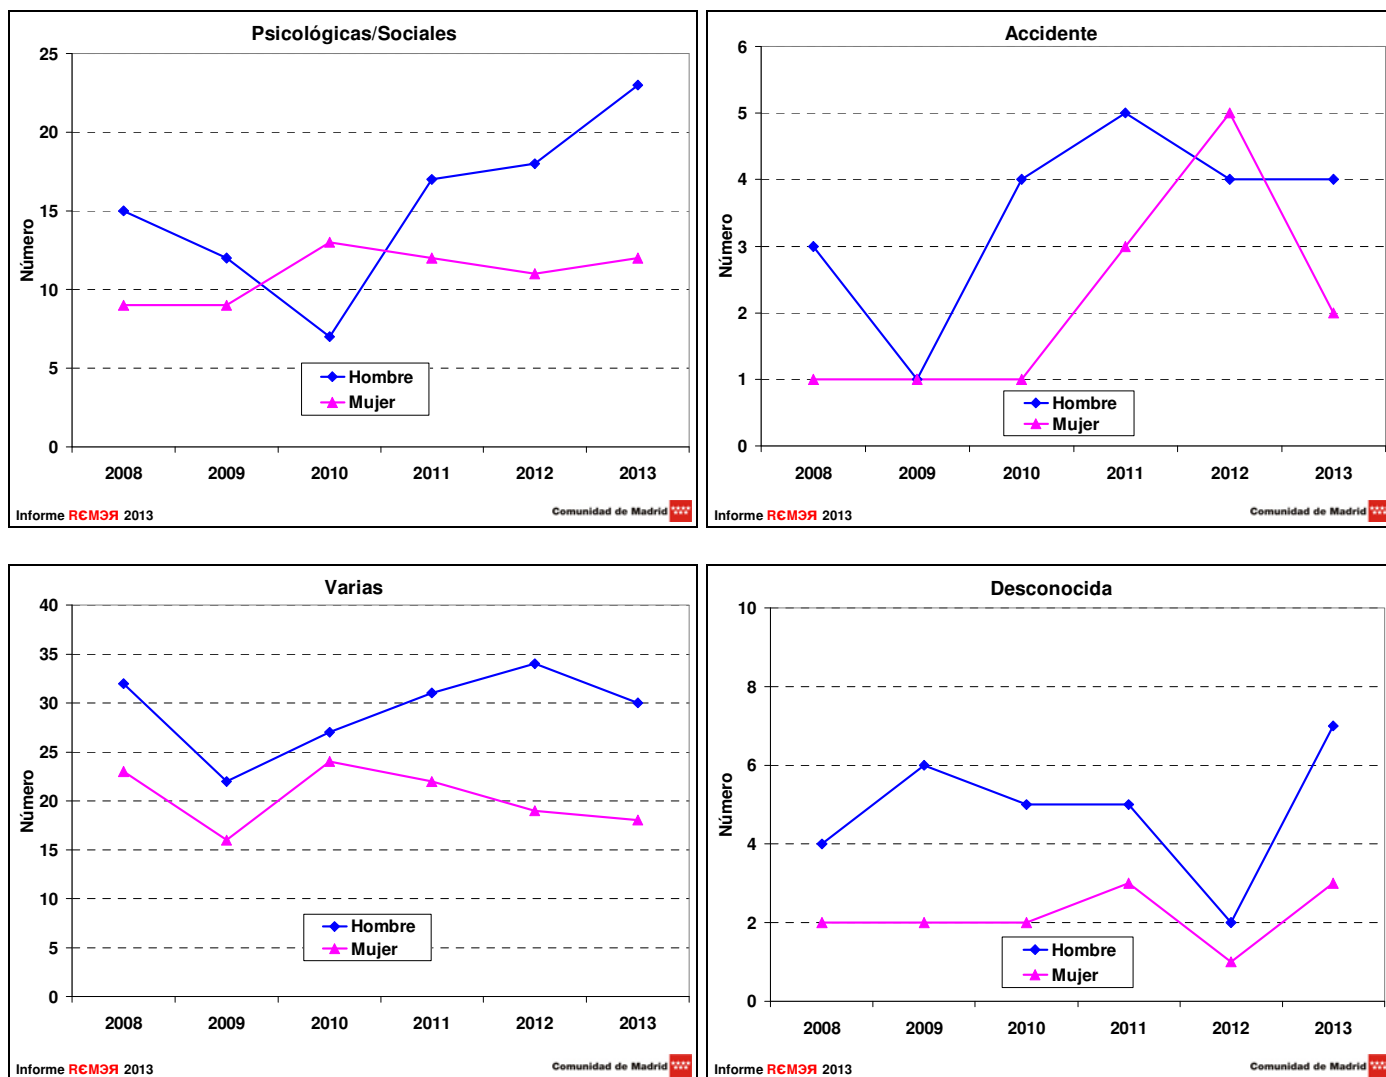 Psicológicas/Sociales
25
20
15
10
5
0
Número
Hombre
Mujer
2008 2009 2010 2011 2012 2013
Informe RЄMЭЯ 2013
Comunidad de Madrid
Accidente
6
5
4
3
2
1
0
Número
Hombre
Mujer
2008 2009 2010 2011 2012 2013
Informe RЄMЭЯ 2013
Comunidad de Madrid
Varias
40
35
30
25
20
15
10
5
0
Número
Hombre
Mujer
2008 2009 2010 2011 2012 2013
Informe RЄMЭЯ 2013
Comunidad de Madrid
Desconocida
10
8
6
4
2
0
Número
Hombre
Mujer
2008 2009 2010 2011 2012 2013
Informe RЄMЭЯ 2013
Comunidad de Madrid